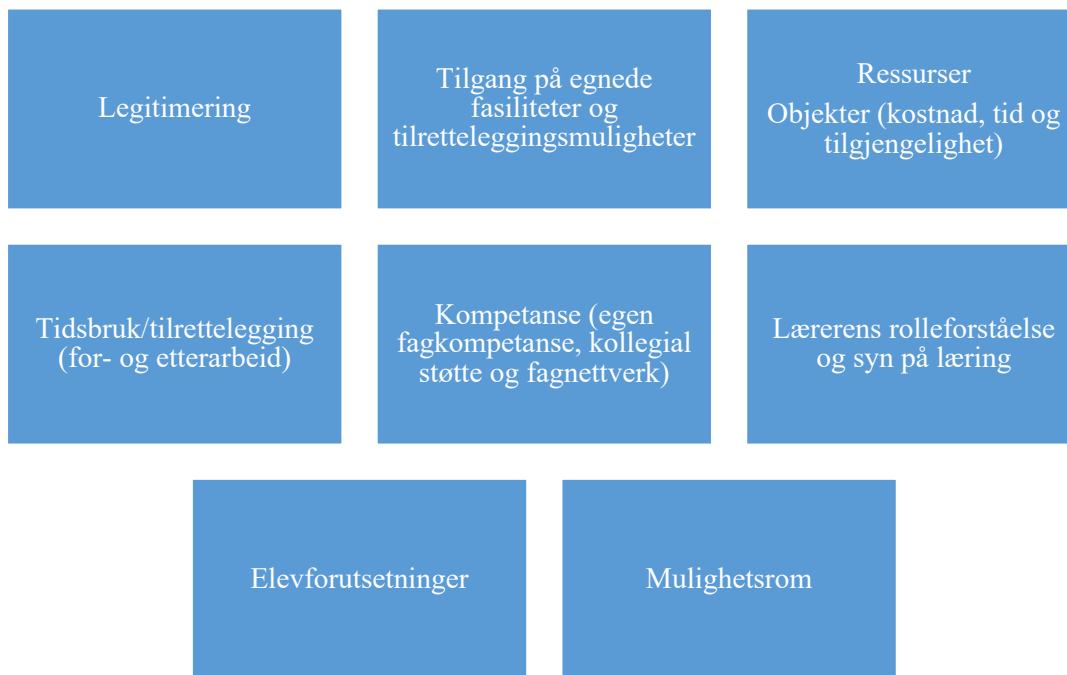 Legitimering
Tilgang på egnede
fasiliteter og
tilretteleggingsmuligheter
Ressurser
Objekter (kostnad, tid og
tilgjengelighet)
Tidsbruk/tilrettelegging
(for- og etterarbeid)
Kompetanse (egen
fagkompetanse, kollegial
støtte og fagnettverk)
Lærerens rolleforståelse
og syn på læring
Elevforutsetninger
Mulighetsrom